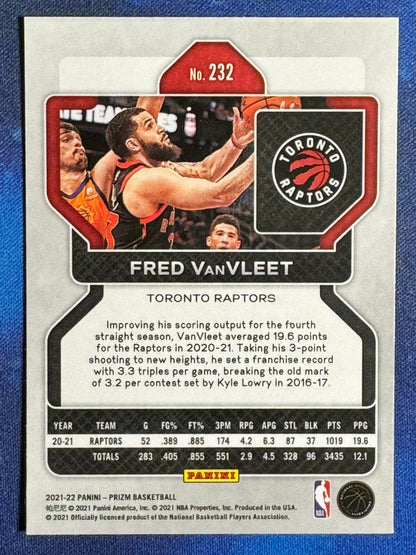 No. 232
TORONTO
RAPTORS
FRED VANVLEET
TORONTO RAPTORS
Improving his scoring output for the fourth
straight season, VanVleet averaged 19.6 points
for the Raptors in 2020-21. Taking his 3-point
shooting to new heights, he set a franchise record
with 3.3 triples per game, breaking the old mark
of 3.2 per contest set by Kyle Lowry in 2016-17.
YEAR TEAM G FG% FT% 3PM RPG APG STL BLK PTS PPG
20-21 RAPTORS 52 .389 .885 174 4.2 6.3 87 37 1019 19.6
TOTALS 283 .405 .855 551 2.9 4.5 328 96 3435 12.1
PANINI
2021-22 PANINI – PRIZM BASKETBALL
帕尼尼 © 2021 Panini America, Inc. © 2021 NBA Properties, Inc. Produced in the USA.
© 2021 Officially licensed product of the National Basketball Players Association.
NBA